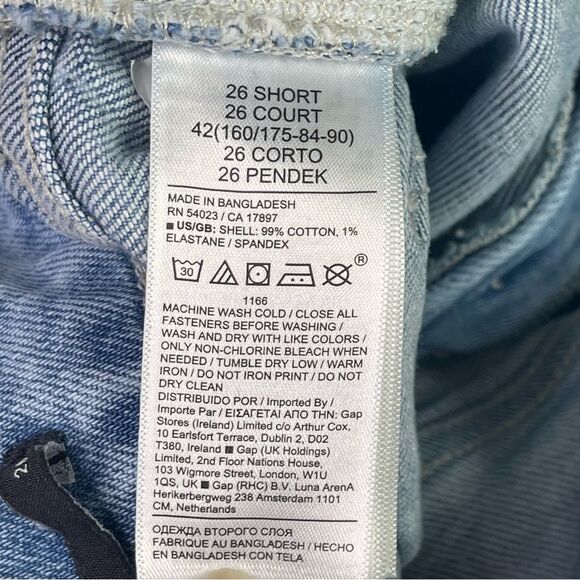 26 SHORT
26 COURT
42(160/175-84-90)
26 CORTO
26 PENDEK
MADE IN BANGLADESH
RN 54023 / CA 17897
■ US/GB: SHELL: 99% COTTON, 1%
ELASTANE / SPANDEX
30
®
1166
MACHINE WASH COLD / CLOSE ALL
FASTENERS BEFORE WASHING /
WASH AND DRY WITH LIKE COLORS /
ONLY NON-CHLORINE BLEACH WHEN
NEEDED / TUMBLE DRY LOW / WARM
IRON / DO NOT IRON PRINT / DO NOT
DRY CLEAN
DISTRIBUIDO POR / Imported By /
Importe Par / ΕΙΣΑΓΕΤΑΙ ΑΠΟ ΤΗΝ: Gap
Stores (Ireland) Limited c/o Arthur Cox,
10 Earlsfort Terrace, Dublin 2, D02
T380, Ireland ■ Gap (UK Holdings)
Limited, 2nd Floor Nations House,
103 Wigmore Street, London, W1U
1QS, UK ■ Gap (RHC) B.V. Luna ArenA
Herikerbergweg 238 Amsterdam 1101
CM, Netherlands
ОДЕЖДА ВТОРОГО СЛОЯ
FABRIQUE AU BANGLADESH / HECHO
EN BANGLADESH CON TELA